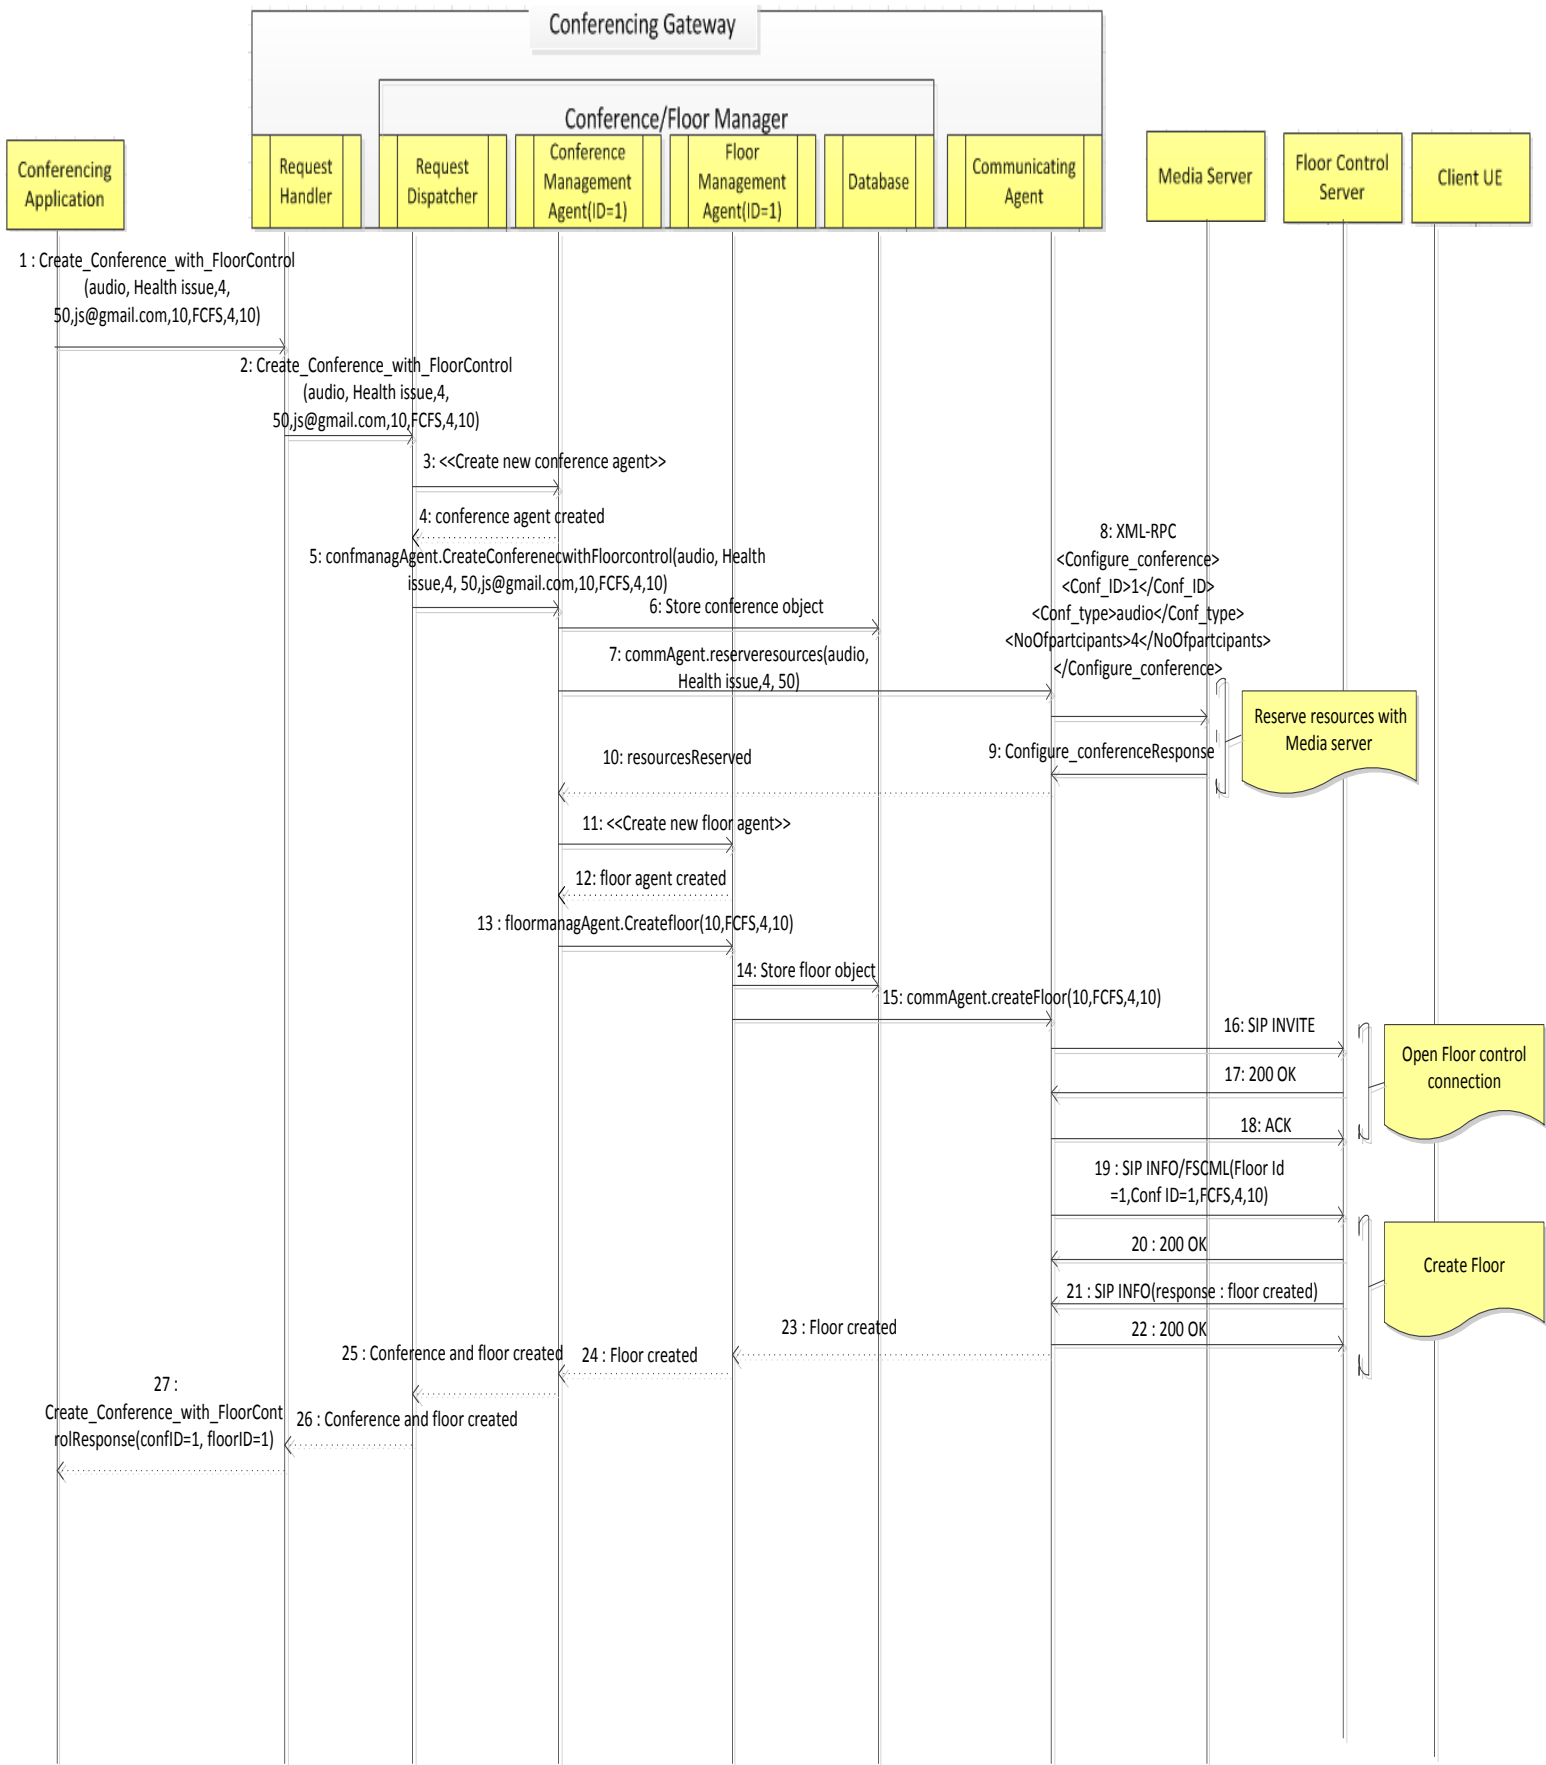 Conferencing Gateway
Conference/Floor Manager
Conferencing
Application
Request
Handler
Request
Dispatcher
Conference
Management
Agent(ID=1)
Floor
Management
Agent(ID=1)
Database
Communicating
Agent
Media Server
Floor Control
Server
Client UE
1 : Create_Conference_with_FloorControl
(audio, Health issue,4,
50,js@gmail.com,10,FCFS,4,10)
2: Create_Conference_with_FloorControl
(audio, Health issue,4,
50,js@gmail.com,10,FCFS,4,10)
3: <<Create new conference agent>>
4: conference agent created
5: confmanagAgent.CreateConferenecwithFloorcontrol(audio, Health
issue,4, 50,js@gmail.com,10,FCFS,4,10)
6: Store conference object
7: commAgent.reserveresources(audio,
Health issue,4, 50)
8: XML-RPC
<Configure_conference>
<Conf_ID>1</Conf_ID>
<Conf_type>audio</Conf_type>
<NoOfpartcipants>4</NoOfpartcipants>
</Configure_conference>
Reserve resources with
Media server
9: Configure_conferenceResponse
10: resourcesReserved
11: <<Create new floor agent>>
12: floor agent created
13 : floormanagAgent.Createfloor(10,FCFS,4,10)
14: Store floor object
15: commAgent.createFloor(10,FCFS,4,10)
16: SIP INVITE
17: 200 OK
18: ACK
Open Floor control
connection
19 : SIP INFO/FSCML(Floor Id
=1,Conf ID=1,FCFS,4,10)
20 : 200 OK
21 : SIP INFO(response : floor created)
22 : 200 OK
Create Floor
23 : Floor created
24 : Floor created
25 : Conference and floor created
26 : Conference and floor created
27 :
Create_Conference_with_FloorCont
rolResponse(confID=1, floorID=1)